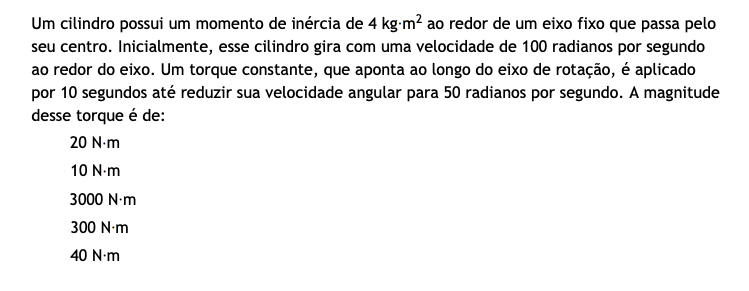 Um cilindro possui um momento de inércia de 4 kg·m² ao redor de um eixo fixo que passa pelo
seu centro. Inicialmente, esse cilindro gira com uma velocidade de 100 radianos por segundo
ao redor do eixo. Um torque constante, que aponta ao longo do eixo de rotação, é aplicado
por 10 segundos até reduzir sua velocidade angular para 50 radianos por segundo. A magnitude
desse torque é de:
20 N·m
10 N·m
3000 N·m
300 N·m
40 N·m